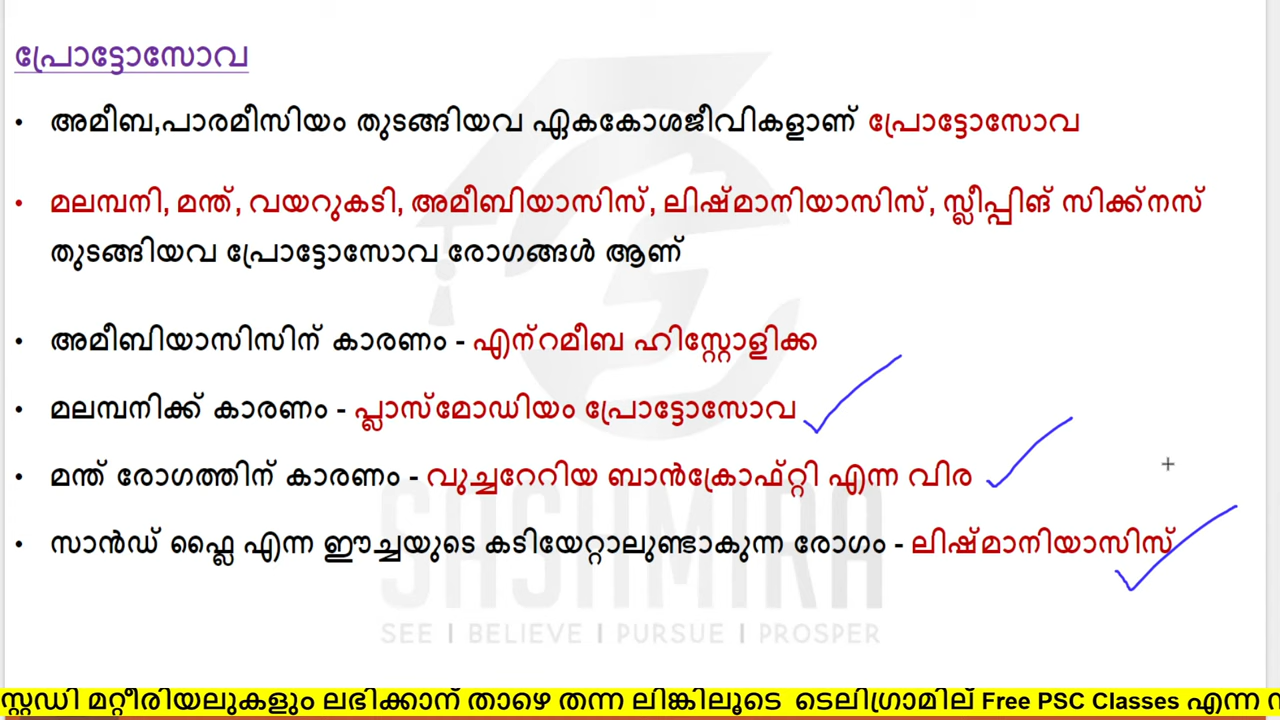 പ്രോട്ടോസോവ
• അമീബ,പാരമീസിയം തുടങ്ങിയവ ഏകകോശജീവികളാണ് പ്രോട്ടോസോവ
• മലമ്പനി, മന്ത്, വയറുകടി, അമീബിയാസിസ്, ലിഷ്മാനിയാസിസ്, സ്ലീപ്പിങ് സിക്ക്നസ്
തുടങ്ങിയവ പ്രോട്ടോസോവ രോഗങ്ങൾ ആണ്
• അമീബിയാസിസിന് കാരണം - എന്റമീബ ഹിസ്റ്റോളിക്ക
• മലമ്പനിക്ക് കാരണം - പ്ലാസ്മോഡിയം പ്രോട്ടോസോവ
• മന്ത് രോഗത്തിന് കാരണം - വുച്ചറേറിയ ബാൻക്രോഫ്റ്റി എന്ന വിര
• സാൻഡ് ഫ്ലൈ എന്ന ഈച്ചയുടെ കടിയേറ്റാലുണ്ടാകുന്ന രോഗം - ലിഷ്മാനിയാസിസ്
SASHMIRA
SEE | BELIEVE | PURSUE | PROSPER
സ്റ്റഡി മറ്റീരിയലുകളും ലഭിക്കാന് താഴെ തന്ന ലിങ്കിലൂടെ ടെലിഗ്രാമില് Free PSC Classes എന്ന